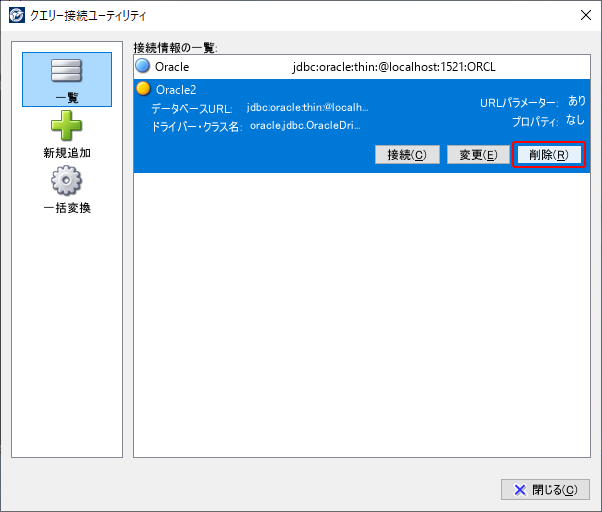 クエリー接続ユーティリティ
接続情報の一覧:
一覧
新規追加
一括変換
Oracle jdbc:oracle:thin:@localhost:1521:ORCL
Oracle2
データベースURL: jdbc:oracle:thin:@localh... URLパラメーター: あり
ドライバー・クラス名: oracle.jdbc.OracleDri... プロパティ: なし
接続(C) 変更(E) 削除(R)
閉じる(C)